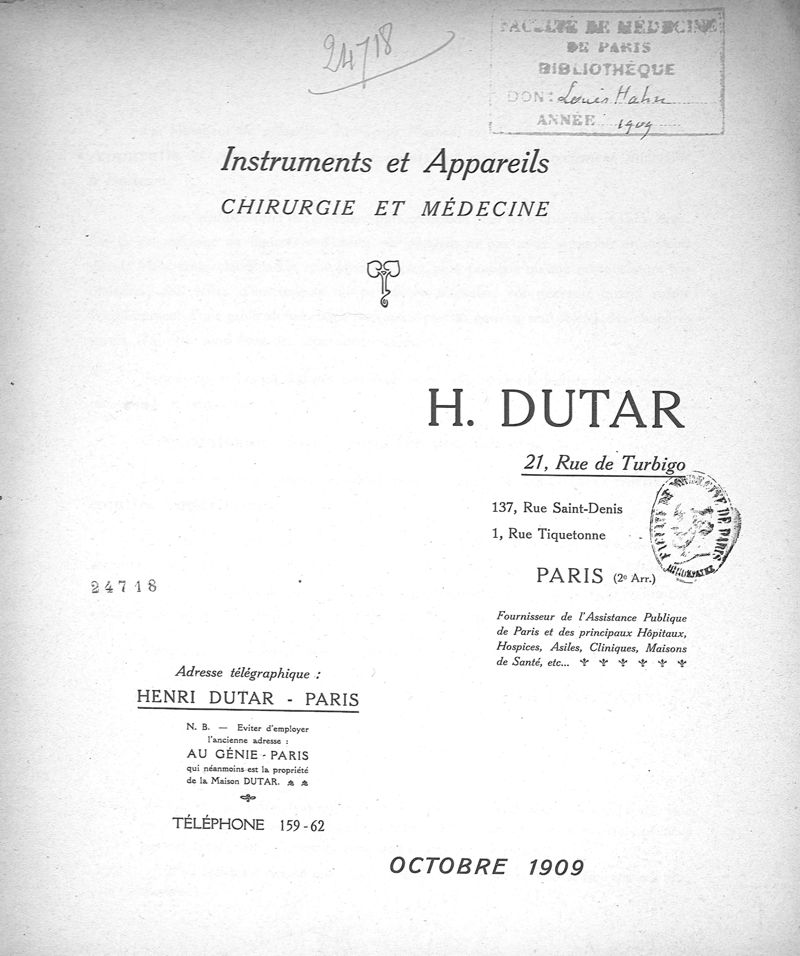 24718
FACULTÉ DE MÉDECINE
DE PARIS
BIBLIOTHÈQUE
DON: Louis Hahn
ANNÉE 1909
Instruments et Appareils
CHIRURGIE ET MÉDECINE
H. DUTAR
21, Rue de Turbigo
137, Rue Saint-Denis
1, Rue Tiquetonne
PARIS (2e Arr.)
24718
Fournisseur de l'Assistance Publique
de Paris et des principaux Hôpitaux,
Hospices, Asiles, Cliniques, Maisons
de Santé, etc...
Adresse télégraphique :
HENRI DUTAR - PARIS
N. B. — Eviter d'employer
l'ancienne adresse :
AU GÉNIE - PARIS
qui néanmoins est la propriété
de la Maison DUTAR.
TÉLÉPHONE 159-62
OCTOBRE 1909